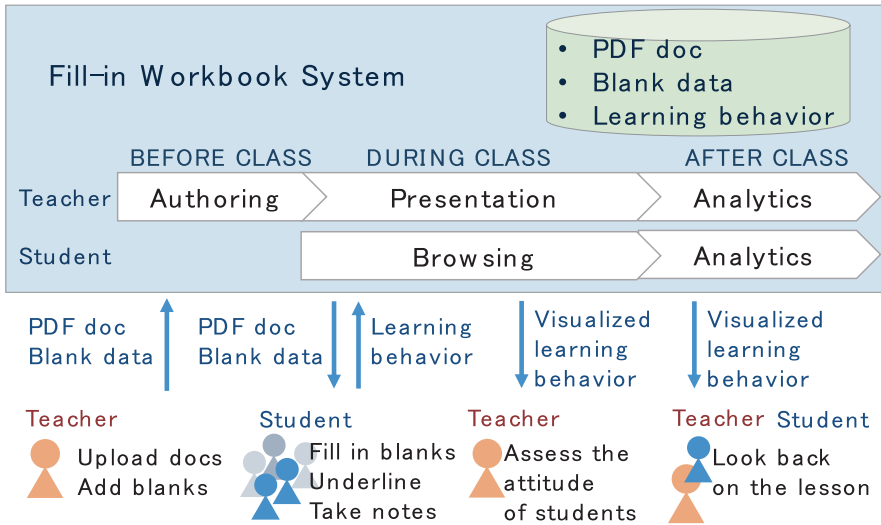 Fill-in Workbook System
• PDF doc
• Blank data
• Learning behavior
BEFORE CLASS DURING CLASS AFTER CLASS
Teacher Authoring Presentation Analytics
Student Browsing Analytics
PDF doc
Blank data
PDF doc
Blank data
Learning
behavior
Visualized
learning
behavior
Visualized
learning
behavior
Teacher
Upload docs
Add blanks
Student
Fill in blanks
Underline
Take notes
Teacher
Assess the
attitude
of students
Teacher Student
Look back
on the lesson